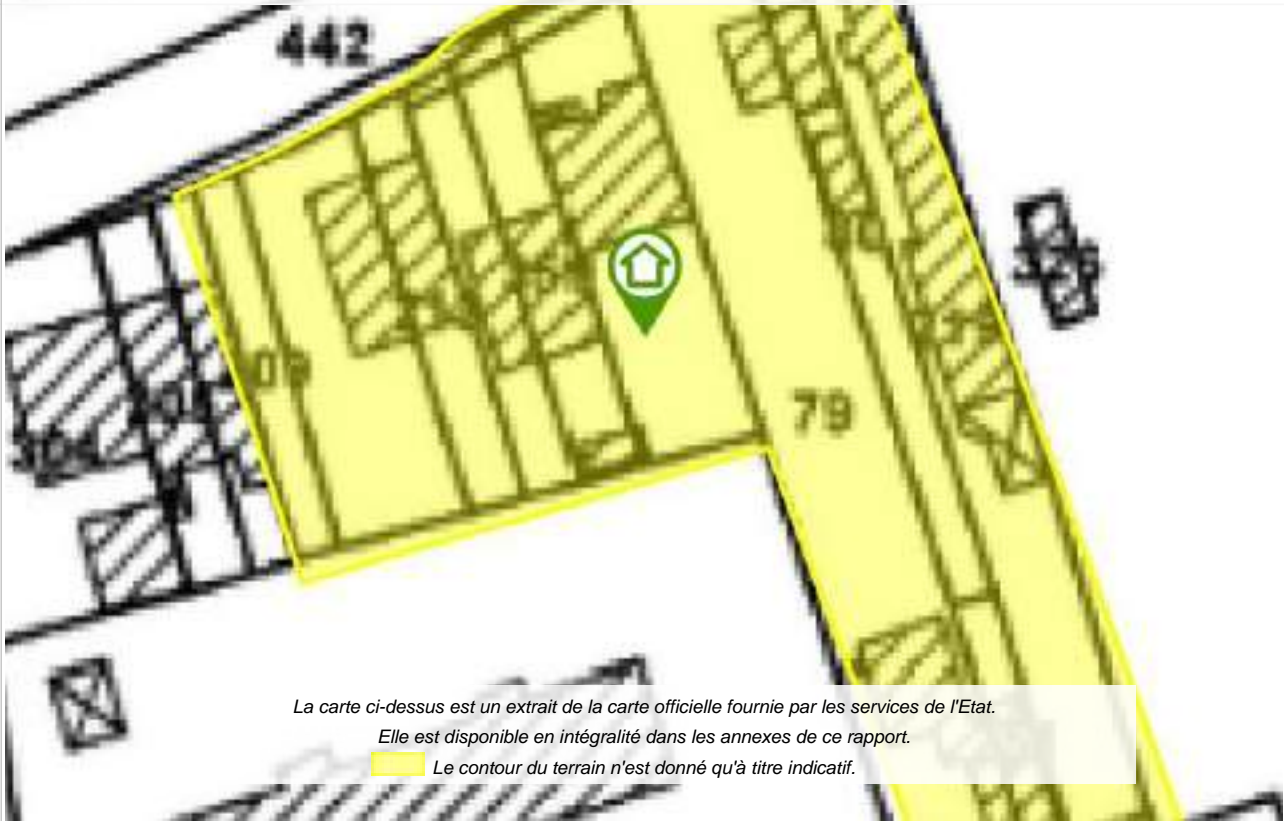 442
326
79
La carte ci-dessus est un extrait de la carte officielle fournie par les services de l'Etat.
Elle est disponible en intégralité dans les annexes de ce rapport.
Le contour du terrain n'est donné qu'à titre indicatif.